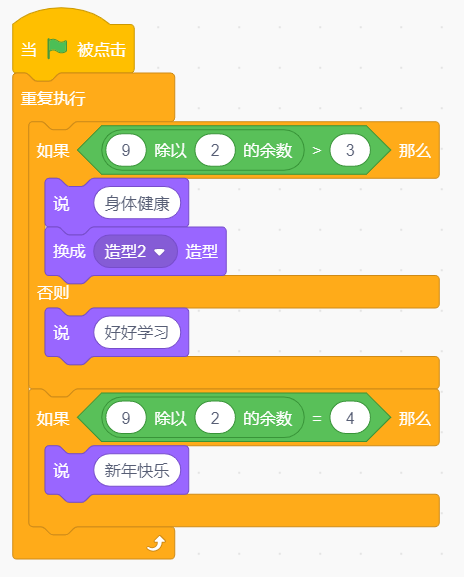 当 被点击
重复执行
如果 9 除以 2 的余数 > 3 那么
说 身体健康
换成 造型2 造型
否则
说 好好学习
如果 9 除以 2 的余数 = 4 那么
说 新年快乐